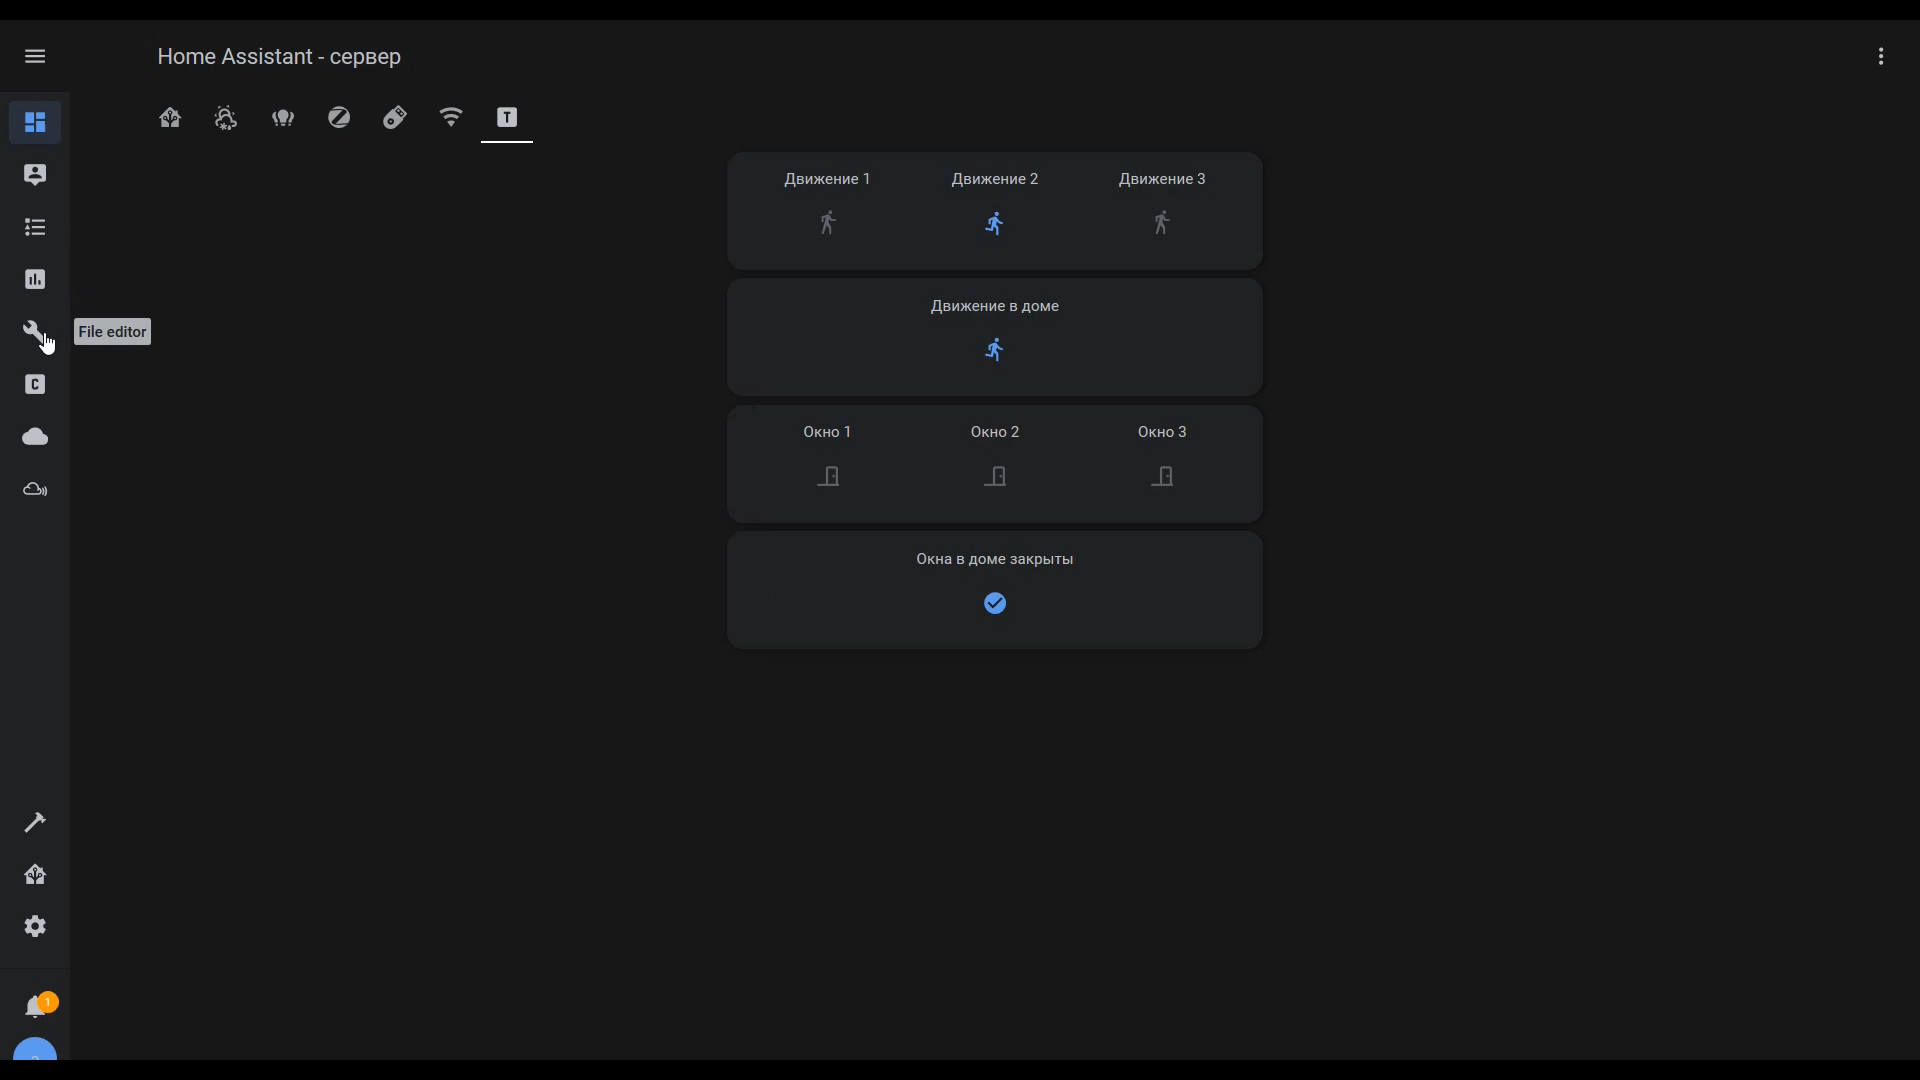 Home Assistant - сервер
T
Движение 1
Движение 2
Движение 3
File editor
Движение в доме
C
Окно 1
Окно 2
Окно 3
Окна в доме закрыты
1